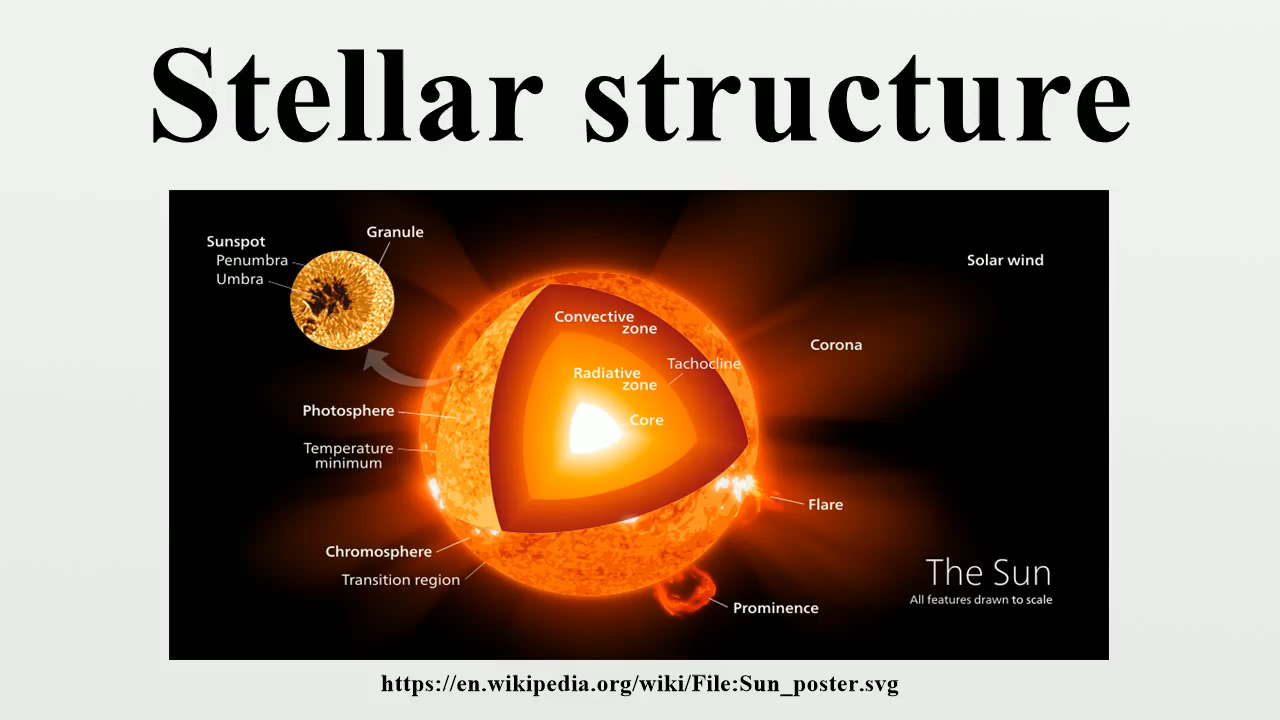 Stellar structure
Granule
Sunspot
Penumbra
Umbra
Solar wind
Convective
zone
Corona
Tachocline
Radiative
zone
Photosphere
Core
Temperature
minimum
Flare
Chromosphere
Transition region
The Sun
All features drawn to scale
Prominence
https://en.wikipedia.org/wiki/File:Sun_poster.svg